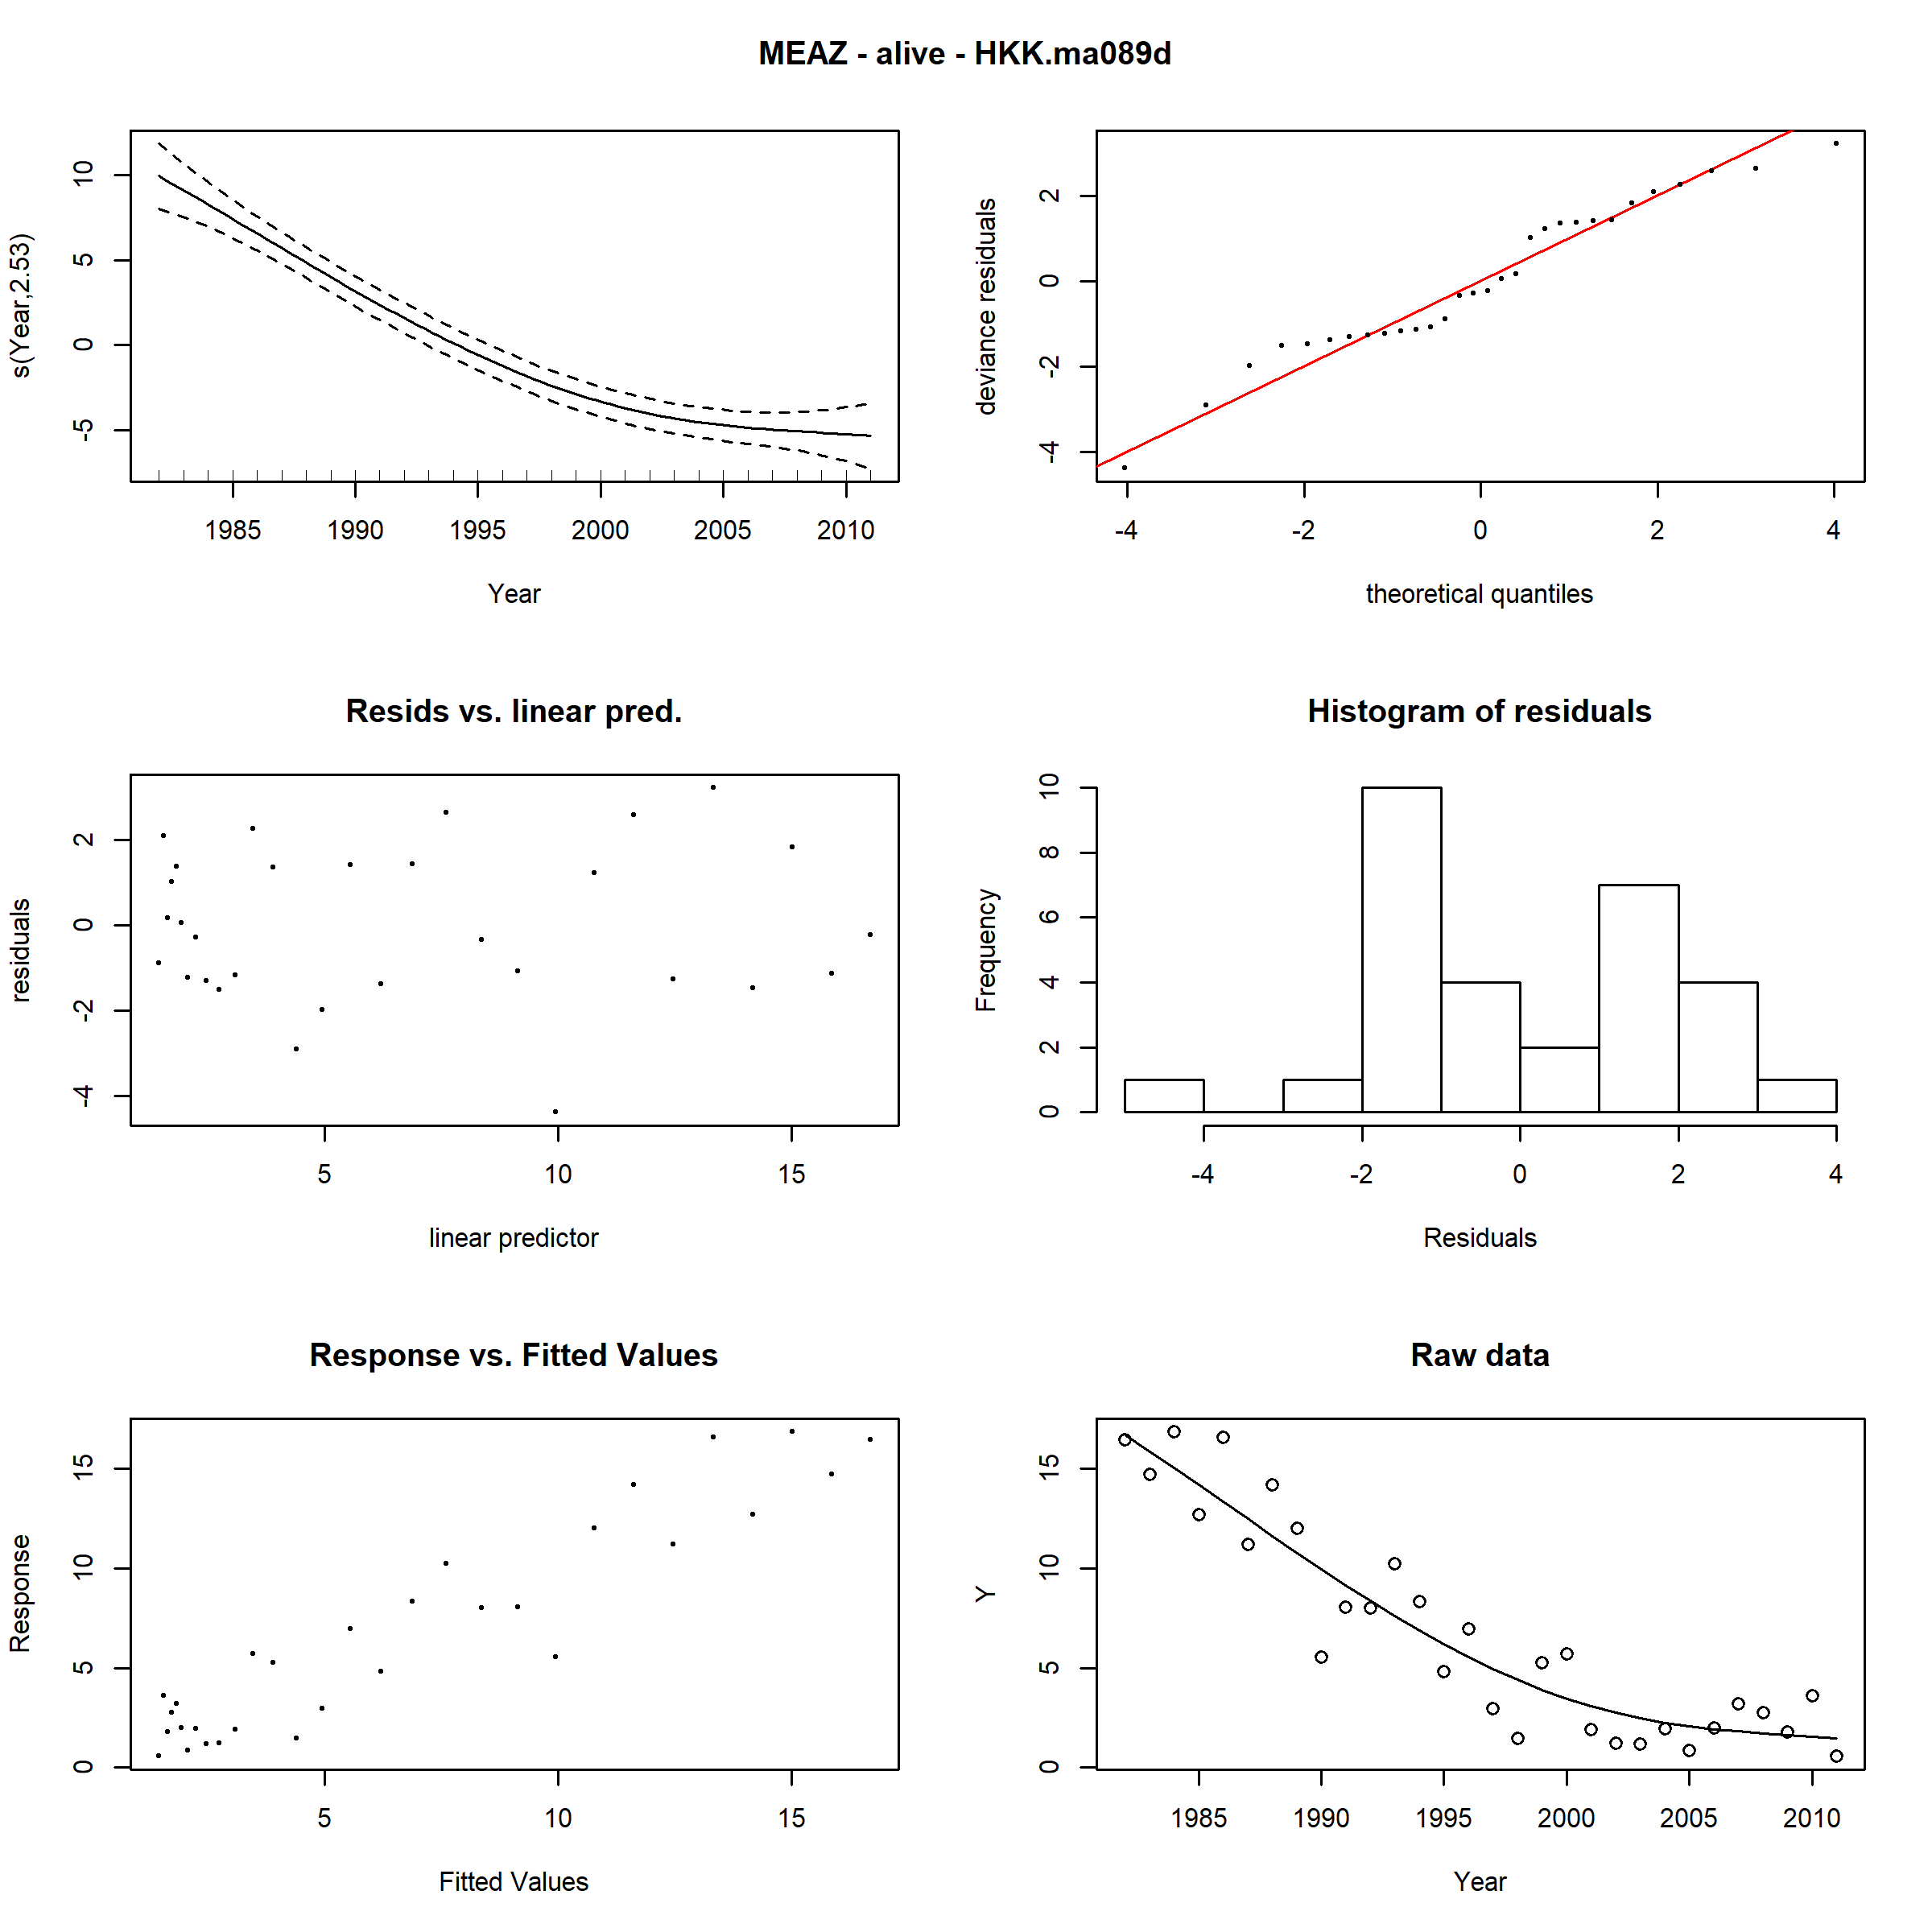 MEAZ - alive - HKK.ma089d
s(Year,2.53)
10
5
0
-5
1985 1990 1995 2000 2005 2010
Year
deviance residuals
2
0
-2
-4
-4 -2 0 2 4
theoretical quantiles
Resids vs. linear pred.
residuals
2
0
-2
-4
5 10 15
linear predictor
Histogram of residuals
Frequency
10
8
6
4
2
0
-4 -2 0 2 4
Residuals
Response vs. Fitted Values
Response
15
10
5
0
5 10 15
Fitted Values
Raw data
Y
15
10
5
0
1985 1990 1995 2000 2005 2010
Year